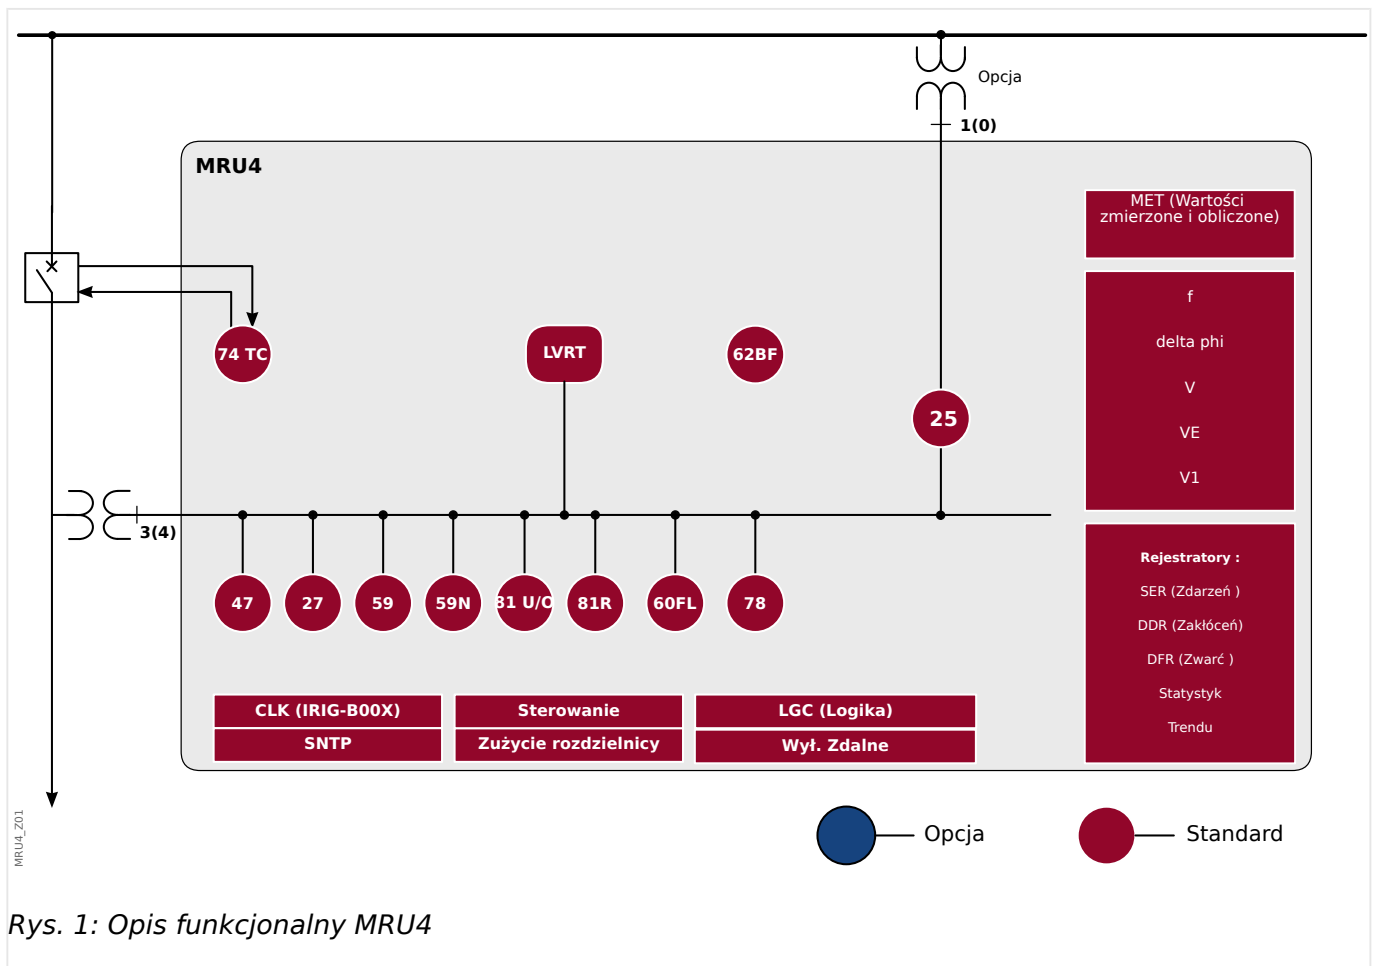 Opcja
1(0)
MRU4
MET (Wartości
zmierzone i obliczone)
f
delta phi
V
VE
V1
74 TC
LVRT
62BF
25
3(4)
47
27
59
59N
81 U/O
81R
60FL
78
Rejestratory :
SER (Zdarzeń )
DDR (Zakłóceń)
DFR (Zwarć )
Statystyk
Trendu
CLK (IRIG-B00X)
SNTP
Sterowanie
Zużycie rozdzielnicy
LGC (Logika)
Wył. Zdalne
Opcja
Standard
MRU4_Z01
Rys. 1: Opis funkcjonalny MRU4